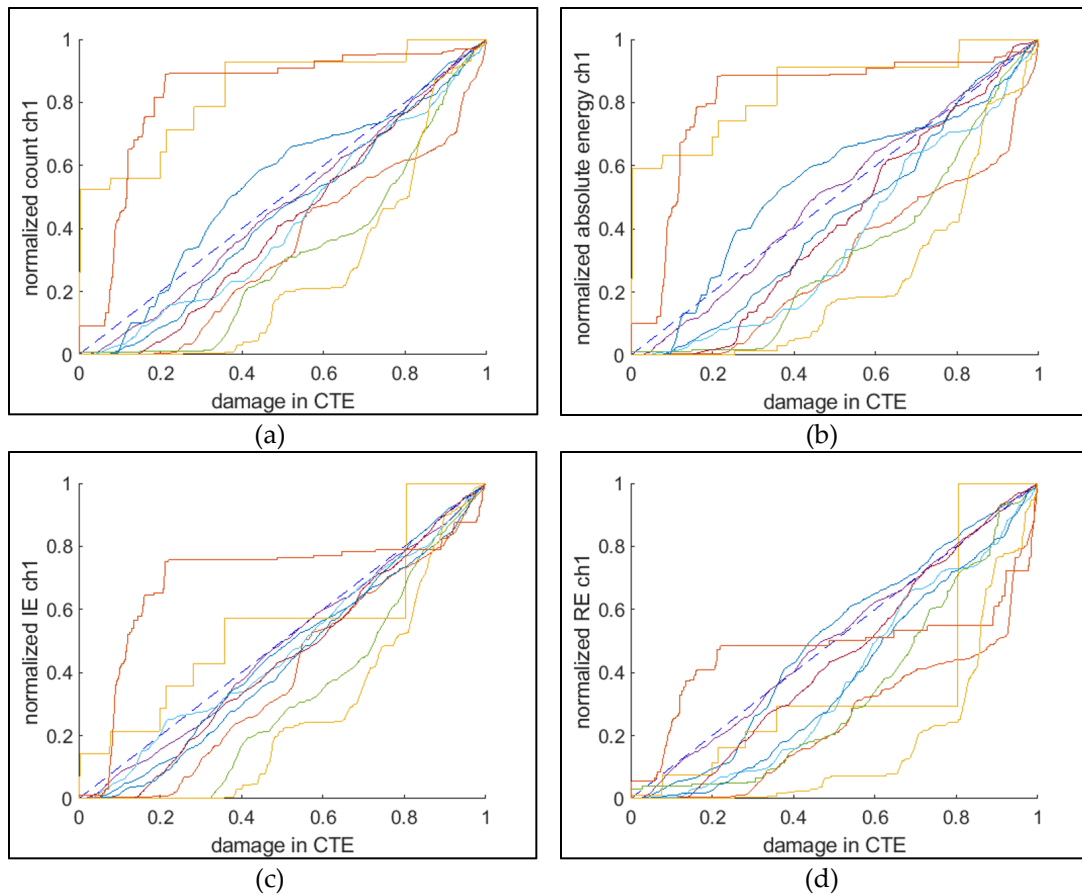 normalized count ch1
1
0.8
0.6
0.4
0.2
0
0 0.2 0.4 0.6 0.8 1
damage in CTE
(a)
normalized absolute energy ch1
1
0.8
0.6
0.4
0.2
0
0 0.2 0.4 0.6 0.8 1
damage in CTE
(b)
normalized IE ch1
1
0.8
0.6
0.4
0.2
0
0 0.2 0.4 0.6 0.8 1
damage in CTE
(c)
normalized RE ch1
1
0.8
0.6
0.4
0.2
0
0 0.2 0.4 0.6 0.8 1
damage in CTE
(d)